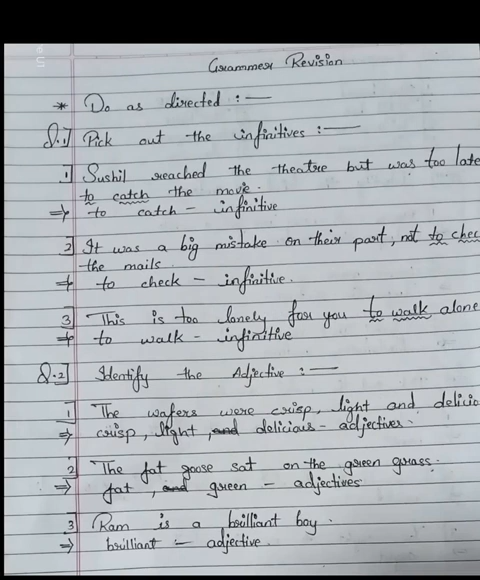 Grammer Revision
* Do as directed :—
Q.1] Pick out the infinitives :—
1] Sushil reached the theatre but was too late
to catch the movie.
⇒ to catch - infinitive
2] It was a big mistake on their part, not to chec
the mails.
⇒ to check - infinitive.
3] This is too lonely for you to walk alone
⇒ to walk - infinitive
Q.2] Identify the Adjective :—
1] The wafers were crisp, light and delicio
⇒ crisp, light, and delicious - adjectives.
2] The fat goose sat on the green grass.
⇒ fat, and green - adjectives
3] Ram is a brilliant boy.
⇒ brilliant :- adjective.